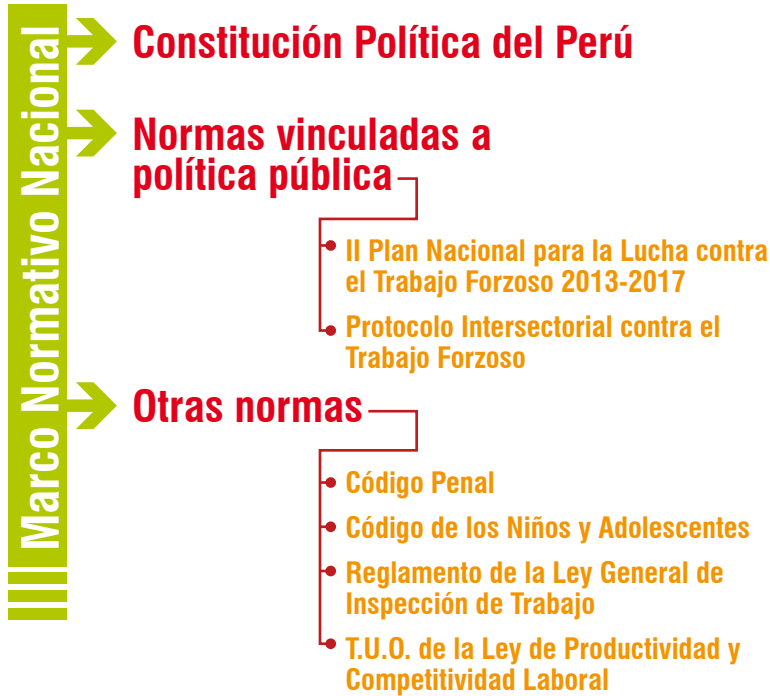 Marco Normativo Nacional
Constitución Política del Perú
Normas vinculadas a
política pública
II Plan Nacional para la Lucha contra
el Trabajo Forzoso 2013-2017
Protocolo Intersectorial contra el
Trabajo Forzoso
Otras normas
Código Penal
Código de los Niños y Adolescentes
Reglamento de la Ley General de
Inspección de Trabajo
T.U.O. de la Ley de Productividad y
Competitividad Laboral